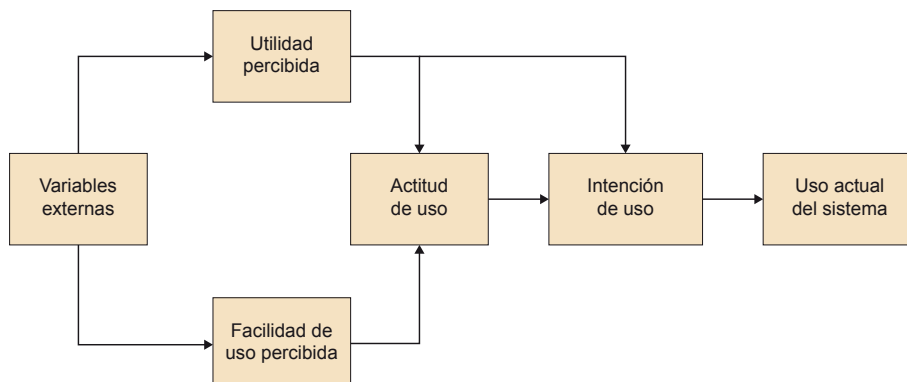 Utilidad
percibida
Variables
externas
Actitud
de uso
Intención
de uso
Uso actual
del sistema
Facilidad de
uso percibida